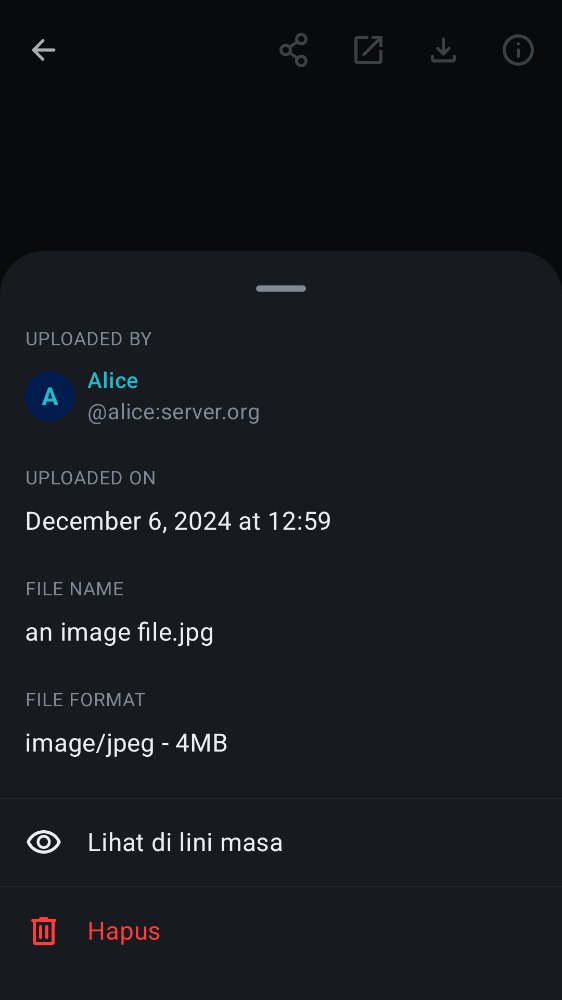 UPLOADED BY
A
Alice
@alice:server.org
UPLOADED ON
December 6, 2024 at 12:59
FILE NAME
an image file.jpg
FILE FORMAT
image/jpeg - 4MB
Lihat di lini masa
Hapus